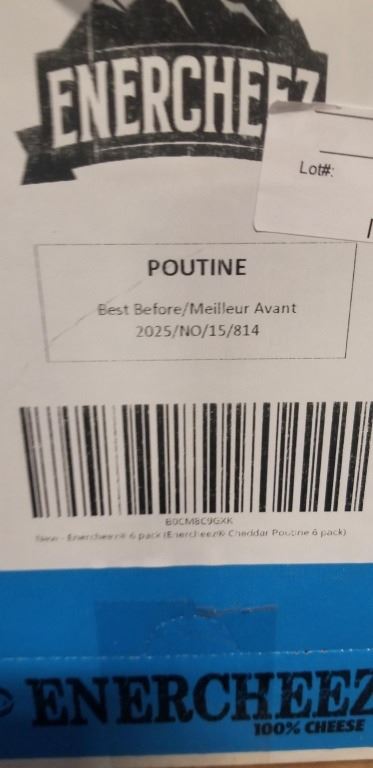 ENERCHEEZ
Lot#:
POUTINE
Best Before/Meilleur Avant
2025/NO/15/814
B0CM8C9GXK
New - Enercheez® 6 pack (Enercheez® Cheddar Poutine 6 pack)
ENERCHEEZ
100% CHEESE